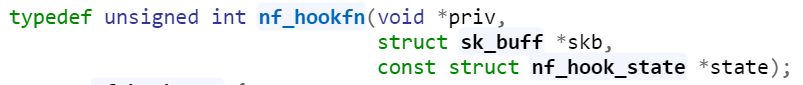 typedef unsigned int nf_hookfn(void *priv,
struct sk_buff *skb,
const struct nf_hook_state *state);